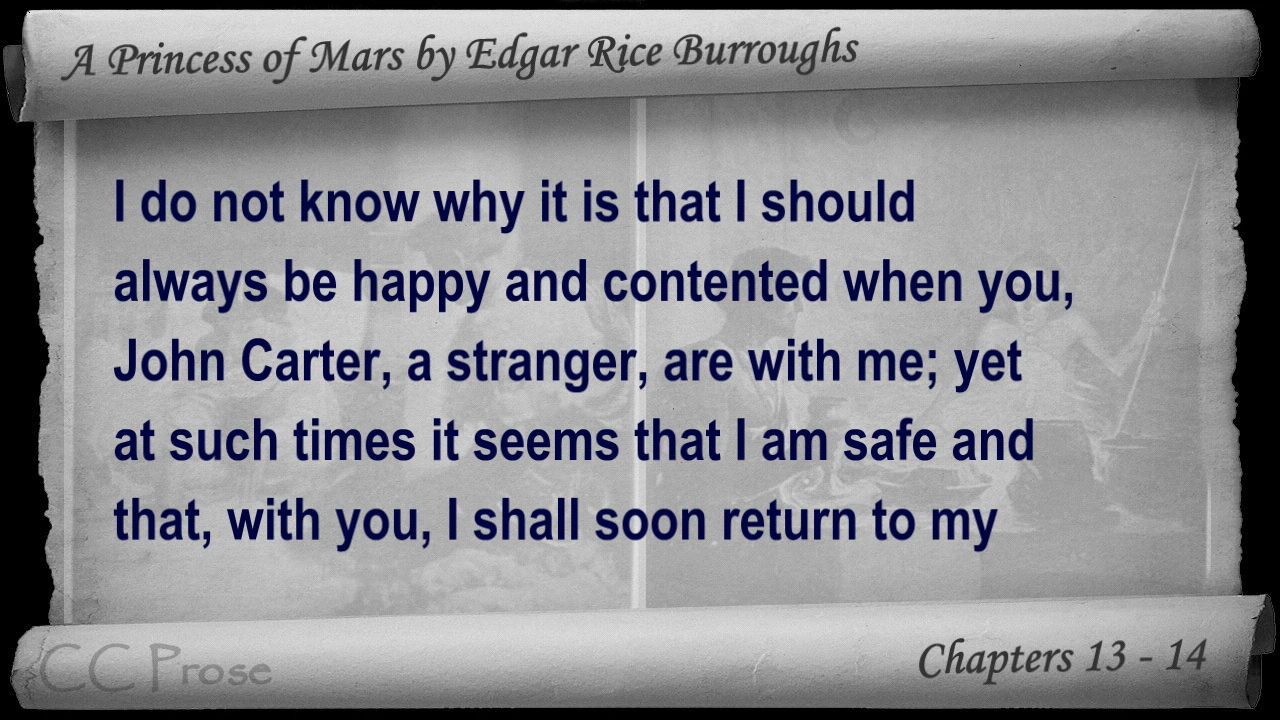 A Princess of Mars by Edgar Rice Burroughs
I do not know why it is that I should
always be happy and contented when you,
John Carter, a stranger, are with me; yet
at such times it seems that I am safe and
that, with you, I shall soon return to my
CC Prose
Chapters 13 - 14